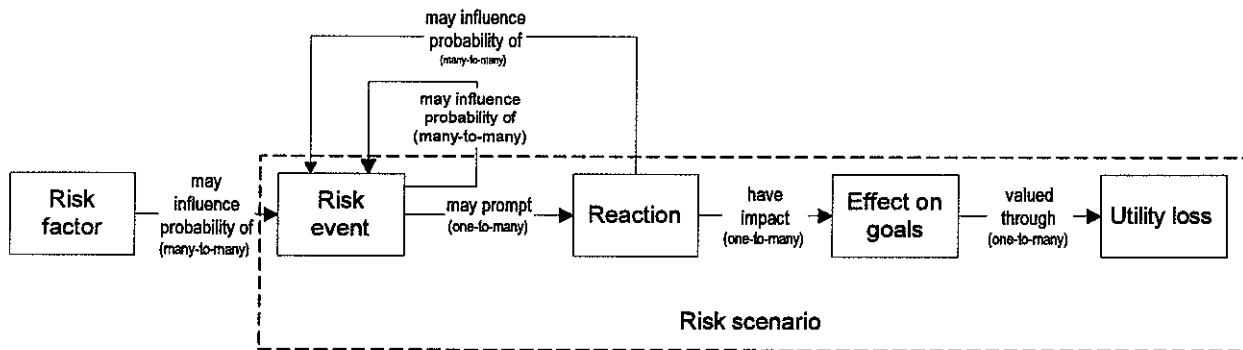 may influence
probability of
(many-to-many)
may influence
probability of
(many-to-many)
Risk
factor
may
influence
probability of
(many-to-many)
Risk
event
may prompt
(one-to-many)
Reaction
have
impact
(one-to-many)
Effect on
goals
valued
through
(one-to-many)
Utility loss
Risk scenario